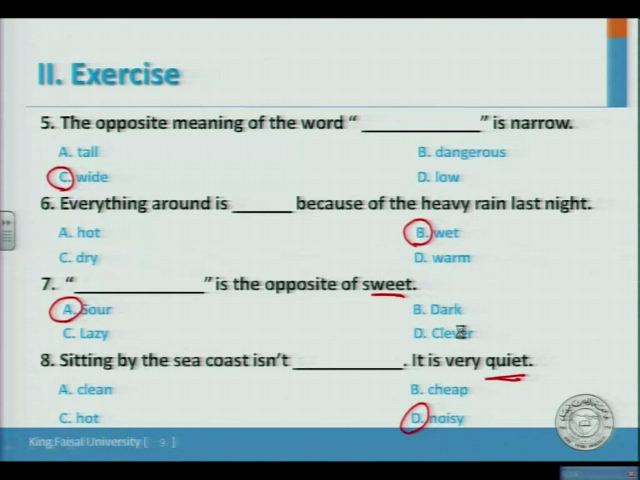 II. Exercise
5. The opposite meaning of the word “ ____________” is narrow.
A. tall
B. dangerous
C. wide
D. low
6. Everything around is ______ because of the heavy rain last night.
A. hot
B. wet
C. dry
D. warm
7. “_____________” is the opposite of sweet.
A. Sour
B. Dark
C. Lazy
D. Clever
8. Sitting by the sea coast isn’t ___________. It is very quiet.
A. clean
B. cheap
C. hot
D. noisy
King Faisal University [ 9 ]